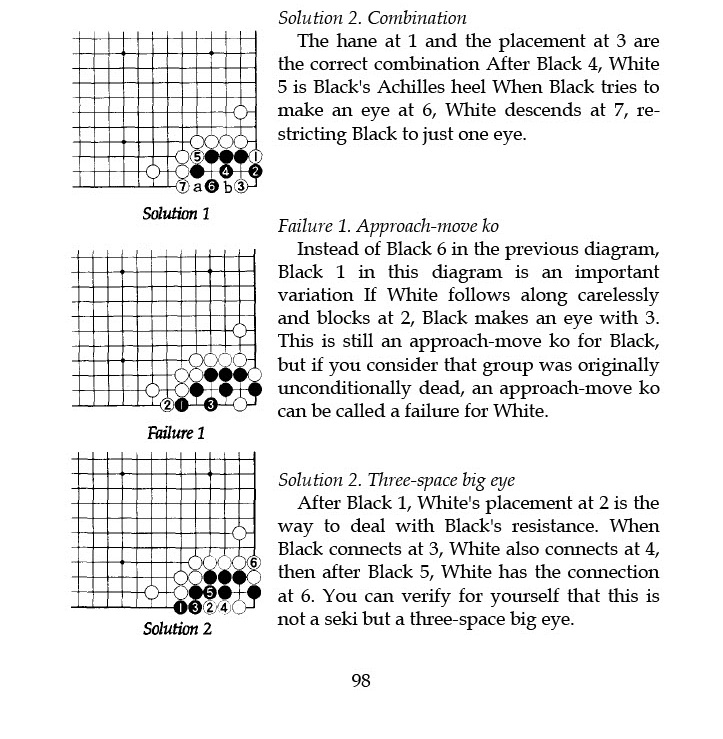 Solution 2. Combination
The hane at 1 and the placement at 3 are
the correct combination After Black 4, White
5 is Black's Achilles heel When Black tries to
make an eye at 6, White descends at 7, re-
stricting Black to just one eye.
5 1
4 2
7 a 6 b 3
Solution 1
Failure 1. Approach-move ko
Instead of Black 6 in the previous diagram,
Black 1 in this diagram is an important
variation If White follows along carelessly
and blocks at 2, Black makes an eye with 3.
This is still an approach-move ko for Black,
but if you consider that group was originally
unconditionally dead, an approach-move ko
can be called a failure for White.
2 1 3
Failure 1
Solution 2. Three-space big eye
After Black 1, White's placement at 2 is the
way to deal with Black's resistance. When
Black connects at 3, White also connects at 4,
then after Black 5, White has the connection
at 6. You can verify for yourself that this is
not a seki but a three-space big eye.
6
5
1 3 2 4
Solution 2
98